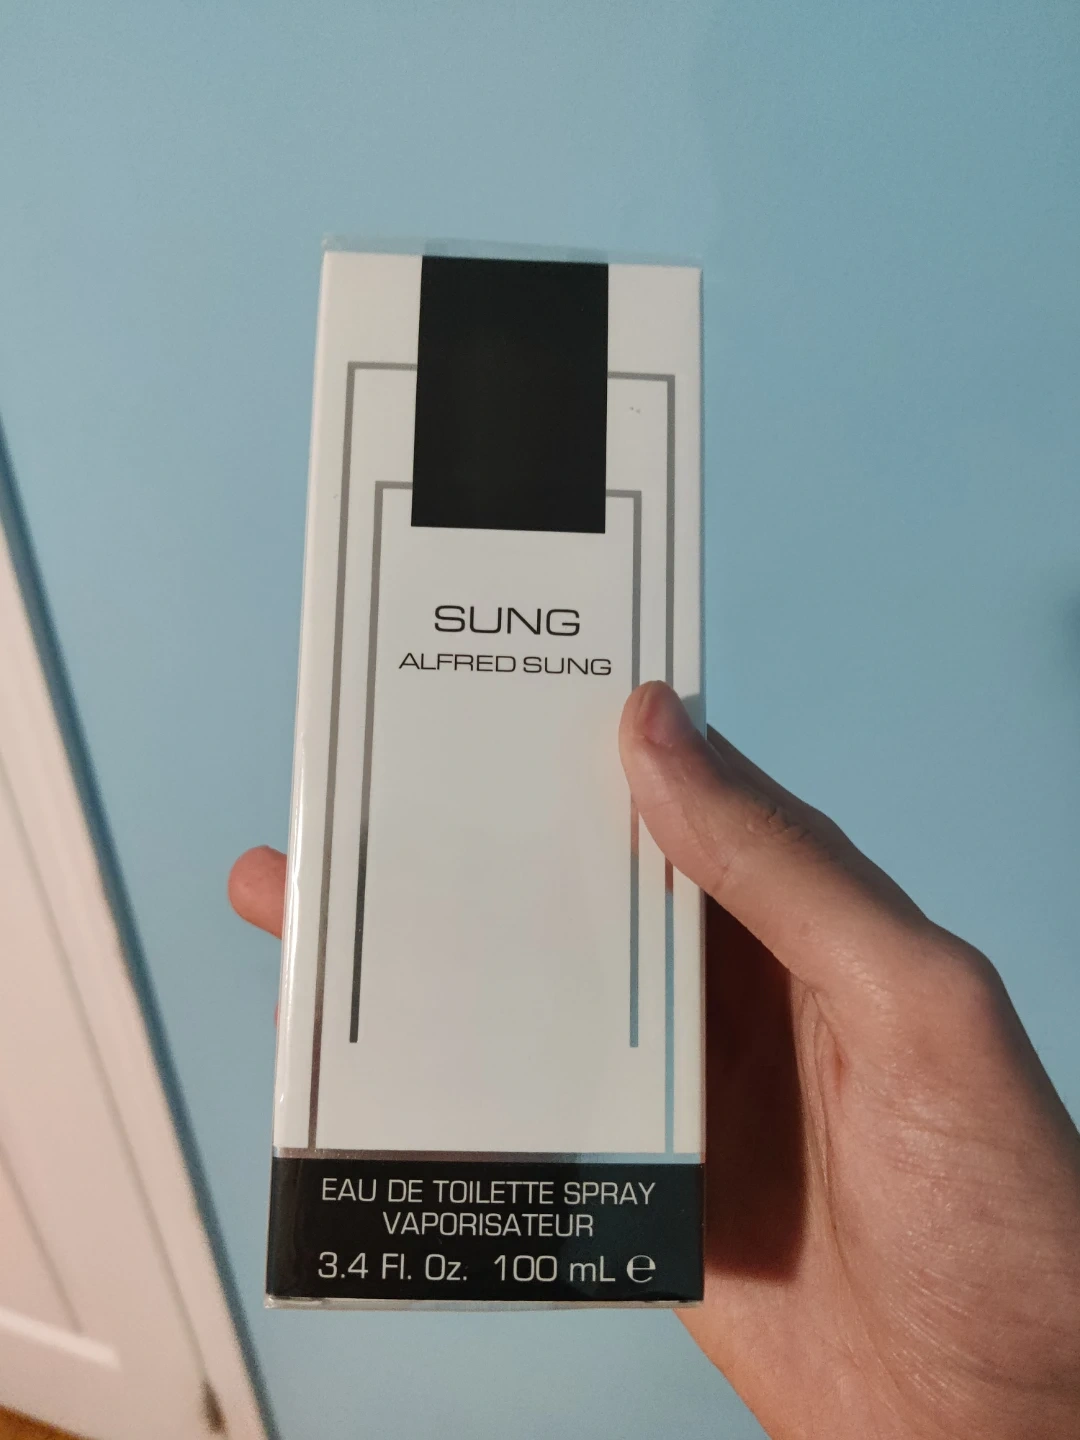 SUNG
ALFRED SUNG
EAU DE TOILETTE SPRAY
VAPORISATEUR
3.4 Fl. Oz. 100 mL ℮